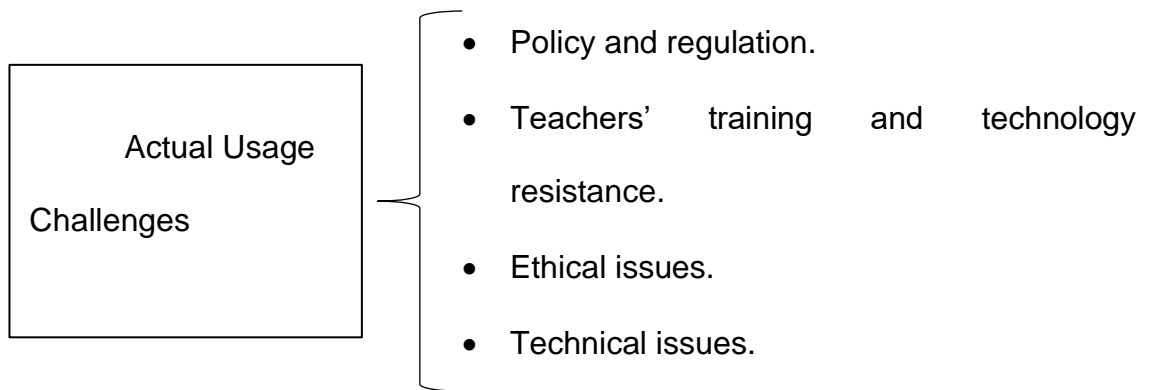 Actual Usage
Challenges
• Policy and regulation.
• Teachers’ training and technology
resistance.
• Ethical issues.
• Technical issues.